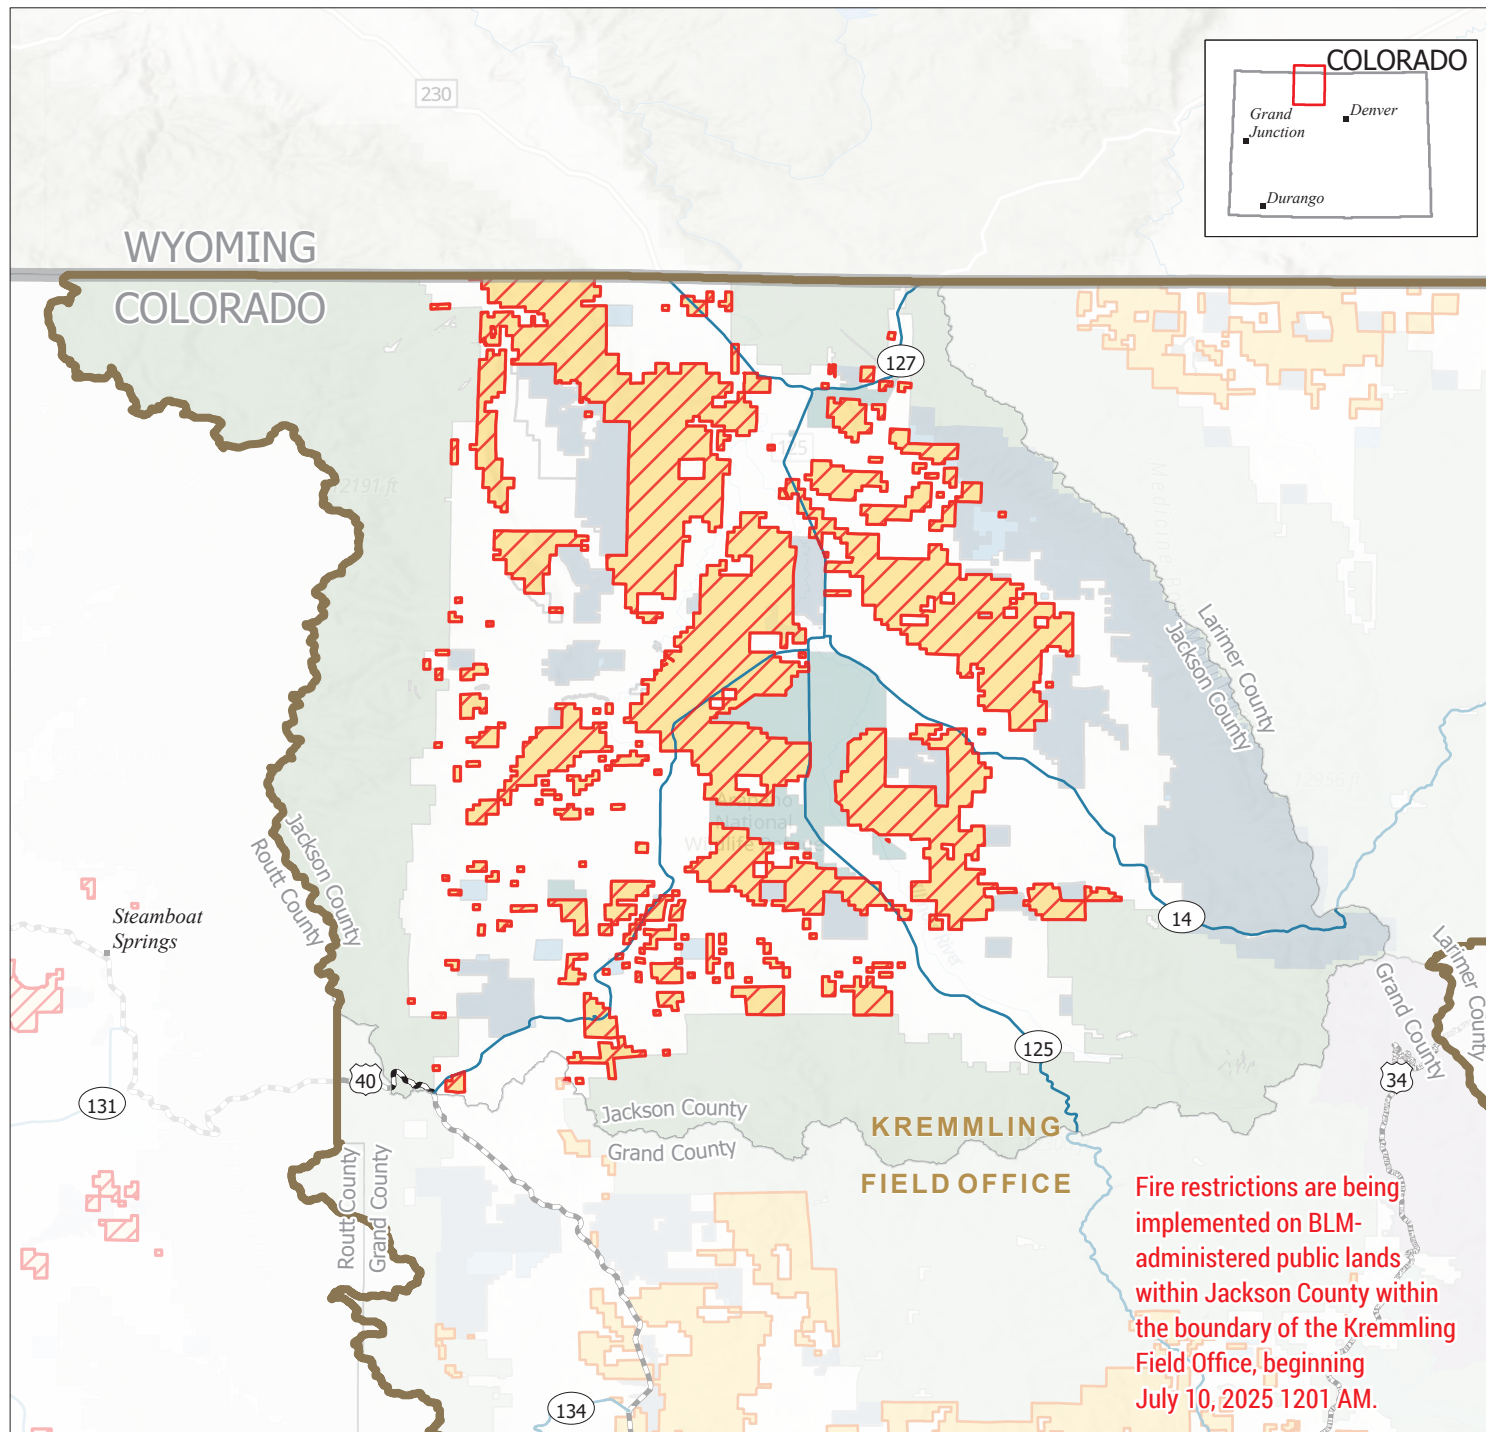 COLORADO
Denver
Grand
Junction
Durango
230
WYOMING
COLORADO
127
125
Larimer County
Jackson County
National
Jackson County
Routt County
Steamboat
Springs
14
Larimer County
Grand County
125
40
34
131
Jackson County
Grand County
KREMMLING
FIELD OFFICE
Routt County
Grand County
134
Fire restrictions are being
implemented on BLM-
administered public lands
within Jackson County within
the boundary of the Kremmling
Field Office, beginning
July 10, 2025 1201 AM.